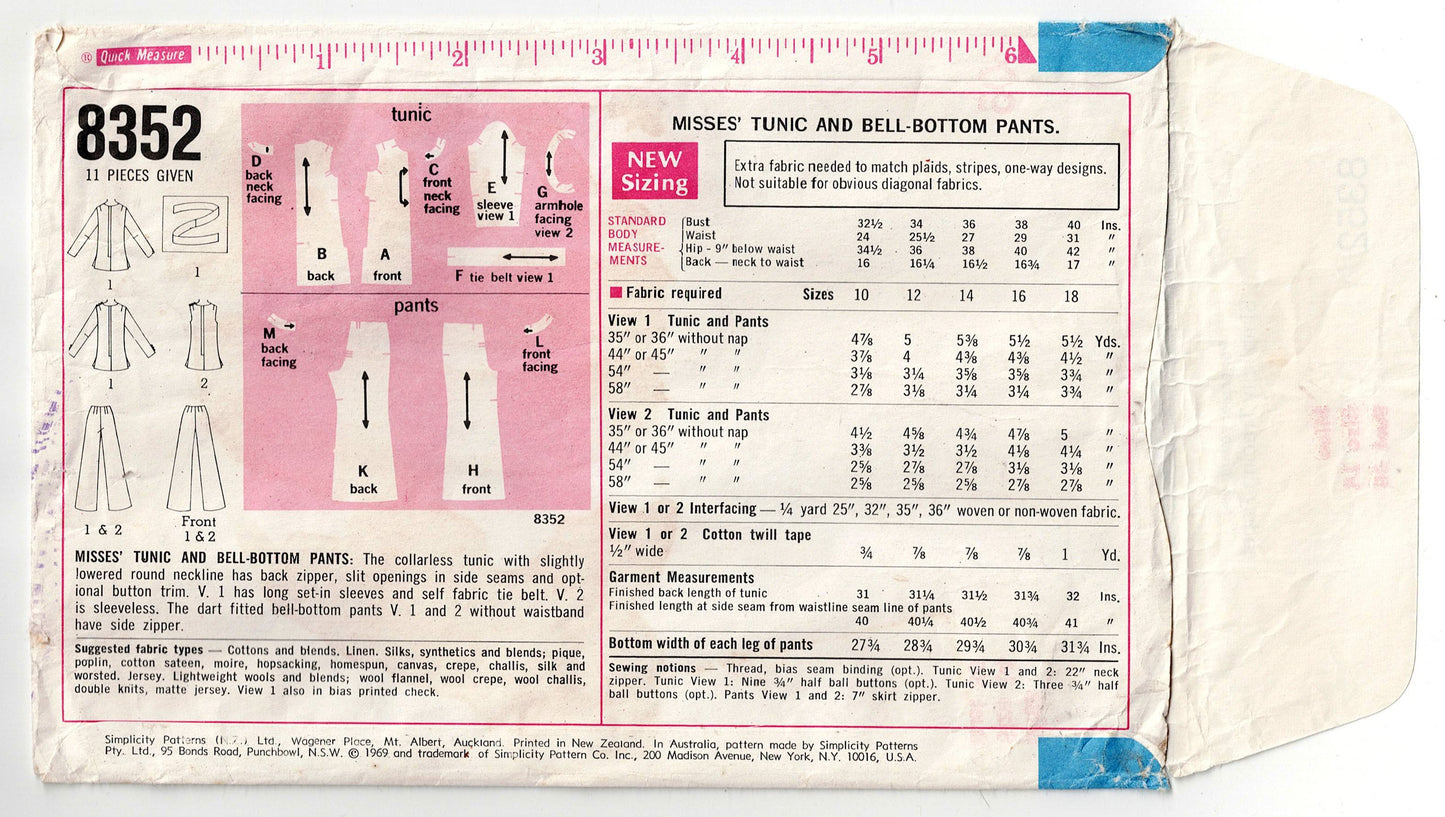 ® Quick Measure 1 2 3 4 5 6
8352
11 PIECES GIVEN
1
1
1
2
1 & 2
Front
1 & 2
tunic
D
back
neck
facing
B
back
A
front
C
front
neck
facing
E
sleeve
view 1
G
armhole
facing
view 2
F tie belt view 1
pants
M
back
facing
L
front
facing
K
back
H
front
8352
MISSES' TUNIC AND BELL-BOTTOM PANTS: The collarless tunic with slightly
lowered round neckline has back zipper, slit openings in side seams and opt-
ional button trim. V. 1 has long set-in sleeves and self fabric tie belt. V. 2
is sleeveless. The dart fitted bell-bottom pants V. 1 and 2 without waistband
have side zipper.
Suggested fabric types — Cottons and blends. Linen. Silks, synthetics and blends; pique,
poplin, cotton sateen, moire, hopsacking, homespun, canvas, crepe, challis, silk and
worsted. Jersey. Lightweight wools and blends; wool flannel, wool crepe, wool challis,
double knits, matte jersey. View 1 also in bias printed check.
MISSES' TUNIC AND BELL-BOTTOM PANTS.
NEW
Sizing
Extra fabric needed to match plaids, stripes, one-way designs.
Not suitable for obvious diagonal fabrics.
STANDARD
BODY
MEASURE-
MENTS
Bust 32½ 34 36 38 40 Ins.
Waist 24 25½ 27 29 31 "
Hip - 9" below waist 34½ 36 38 40 42 "
Back — neck to waist 16 16¼ 16½ 16¾ 17 "
Fabric required Sizes 10 12 14 16 18
View 1 Tunic and Pants
35" or 36" without nap 4⅞ 5 5⅜ 5½ 5½ Yds.
44" or 45" " " 3⅞ 4 4⅜ 4⅜ 4½ "
54" — " " 3⅛ 3¼ 3⅝ 3⅝ 3¾ "
58" — " " 2⅞ 3⅛ 3¼ 3¼ 3¾ "
View 2 Tunic and Pants
35" or 36" without nap 4½ 4⅝ 4¾ 4⅞ 5 "
44" or 45" " " 3⅜ 3½ 3½ 4⅛ 4¼ "
54" — " " 2⅝ 2⅞ 2⅞ 3⅛ 3⅛ "
58" — " " 2⅝ 2⅝ 2⅝ 2⅞ 2⅞ "
View 1 or 2 Interfacing — ¼ yard 25", 32", 35", 36" woven or non-woven fabric.
View 1 or 2 Cotton twill tape
½" wide ¾ ⅞ ⅞ ⅞ 1 Yd.
Garment Measurements
Finished back length of tunic 31 31¼ 31½ 31¾ 32 Ins.
Finished length at side seam from waistline seam line of pants
40 40¼ 40½ 40¾ 41 "
Bottom width of each leg of pants 27¾ 28¾ 29¾ 30¾ 31¾ Ins.
Sewing notions — Thread, bias seam binding (opt.). Tunic View 1 and 2: 22" neck
zipper. Tunic View 1: Nine ¾" half ball buttons (opt.). Tunic View 2: Three ¾" half
ball buttons (opt.). Pants View 1 and 2: 7" skirt zipper.
Simplicity Patterns (N.Z.) Ltd., Wagener Place, Mt. Albert, Auckland. Printed in New Zealand. In Australia, pattern made by Simplicity Patterns
Pty. Ltd., 95 Bonds Road, Punchbowl, N.S.W. © 1969 and trademark of Simplicity Pattern Co. Inc., 200 Madison Avenue, New York, N.Y. 10016, U.S.A.